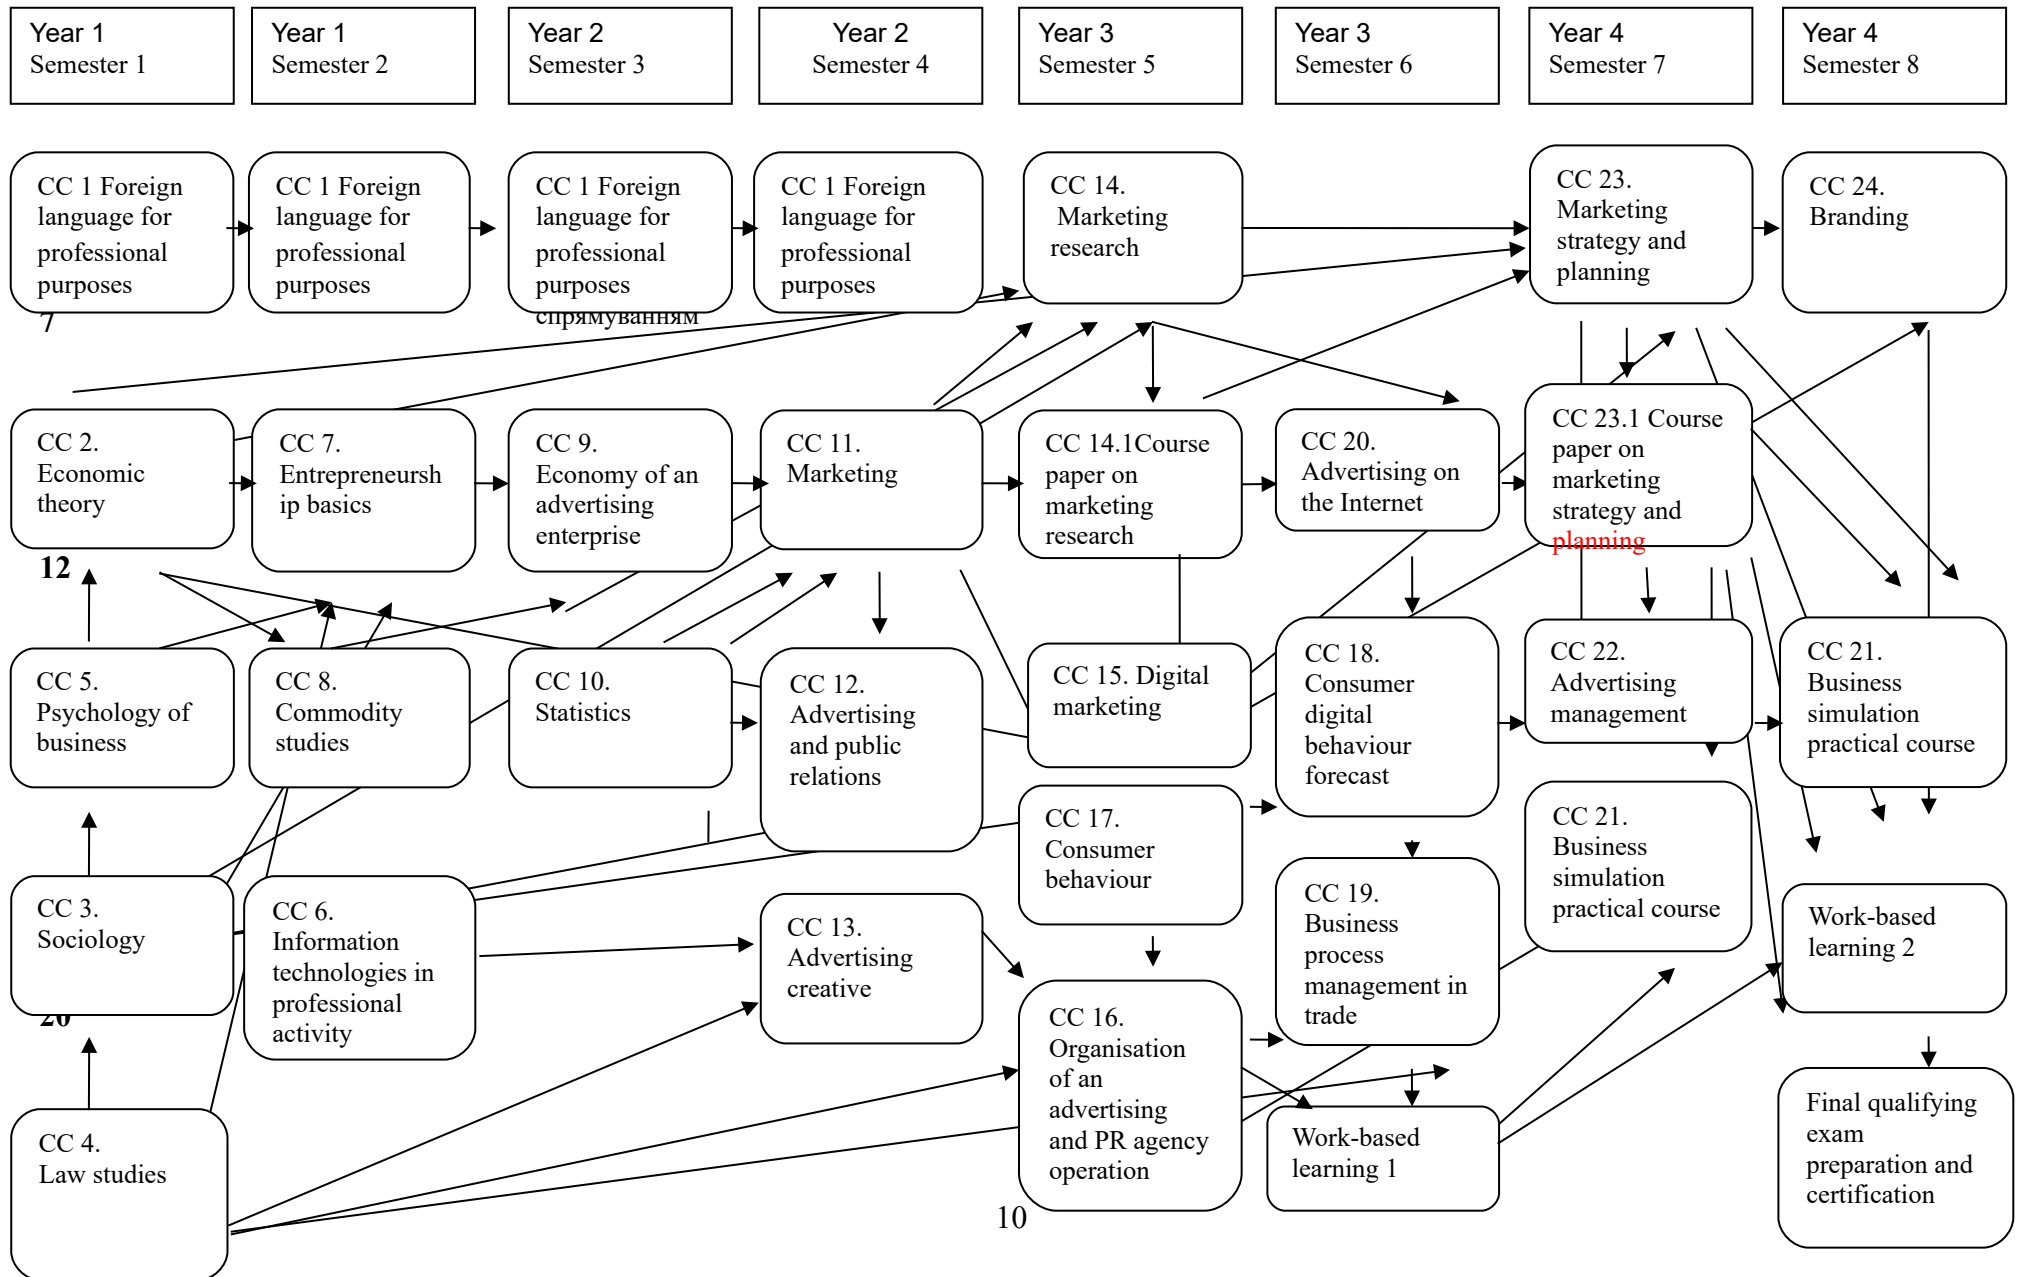 Year 1
Semester 1
Year 1
Semester 2
Year 2
Semester 3
Year 2
Semester 4
Year 3
Semester 5
Year 3
Semester 6
Year 4
Semester 7
Year 4
Semester 8
CC 1 Foreign
language for
professional
purposes
7
CC 1 Foreign
language for
professional
purposes
CC 1 Foreign
language for
professional
purposes
спрямуванням
CC 1 Foreign
language for
professional
purposes
CC 14.
Marketing
research
CC 23.
Marketing
strategy and
planning
CC 24.
Branding
CC 2.
Economic
theory
12
CC 7.
Entrepreneursh
ip basics
CC 9.
Economy of an
advertising
enterprise
CC 11.
Marketing
CC 14.1Course
paper on
marketing
research
CC 20.
Advertising on
the Internet
CC 23.1 Course
paper on
marketing
strategy and
planning
CC 5.
Psychology of
business
CC 8.
Commodity
studies
CC 10.
Statistics
CC 12.
Advertising
and public
relations
CC 15. Digital
marketing
CC 18.
Consumer
digital
behaviour
forecast
CC 22.
Advertising
management
CC 21.
Business
simulation
practical course
CC 3.
Sociology
20
CC 6.
Information
technologies in
professional
activity
CC 13.
Advertising
creative
CC 17.
Consumer
behaviour
CC 19.
Business
process
management in
trade
CC 21.
Business
simulation
practical course
Work-based
learning 2
CC 4.
Law studies
CC 16.
Organisation
of an
advertising
and PR agency
operation
10
Work-based
learning 1
Final qualifying
exam
preparation and
certification